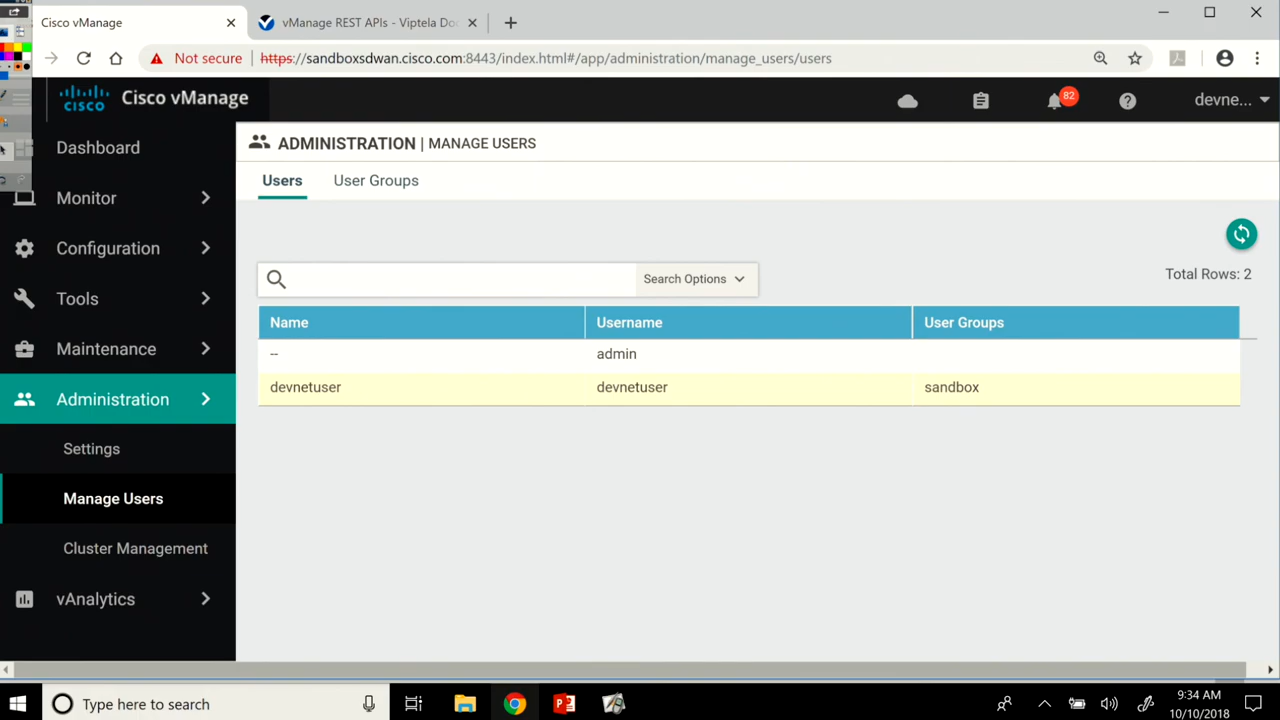 Cisco vManage
vManage REST APIs - Viptela Do
Not secure | https://sandboxsdwan.cisco.com:8443/index.html#/app/administration/manage_users/users
cisco
Cisco vManage
82
devne...
Dashboard
Monitor
Configuration
Tools
Maintenance
Administration
Settings
Manage Users
Cluster Management
vAnalytics
ADMINISTRATION | MANAGE USERS
Users User Groups
Search Options
Total Rows: 2
Name Username User Groups
-- admin
devnetuser devnetuser sandbox
Type here to search
9:34 AM
10/10/2018